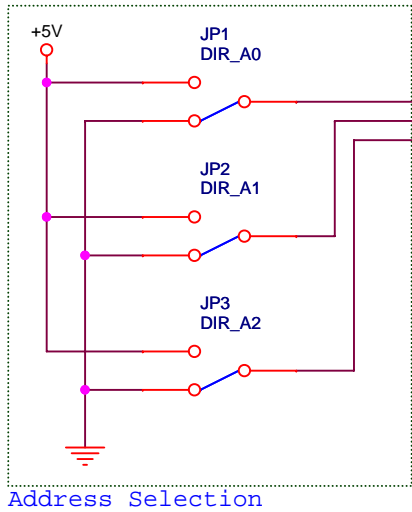 +5V
JP1
DIR_A0
JP2
DIR_A1
JP3
DIR_A2
Address Selection